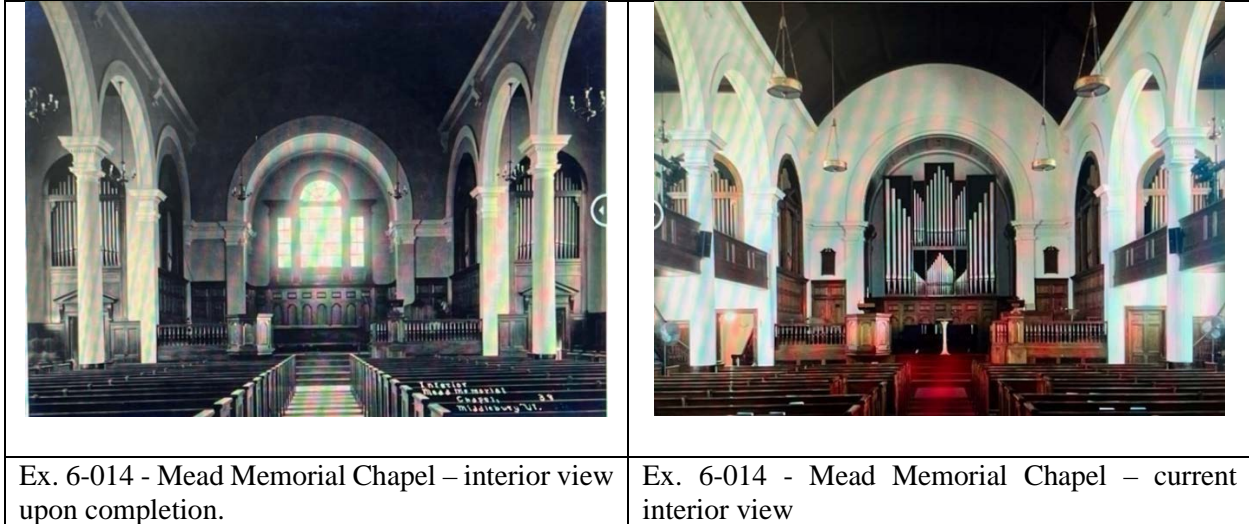 Interior
Mead Memorial
Chapel, 39
Middlebury Vt.
Ex. 6-014 - Mead Memorial Chapel – interior view
upon completion.
Ex. 6-014 - Mead Memorial Chapel – current
interior view